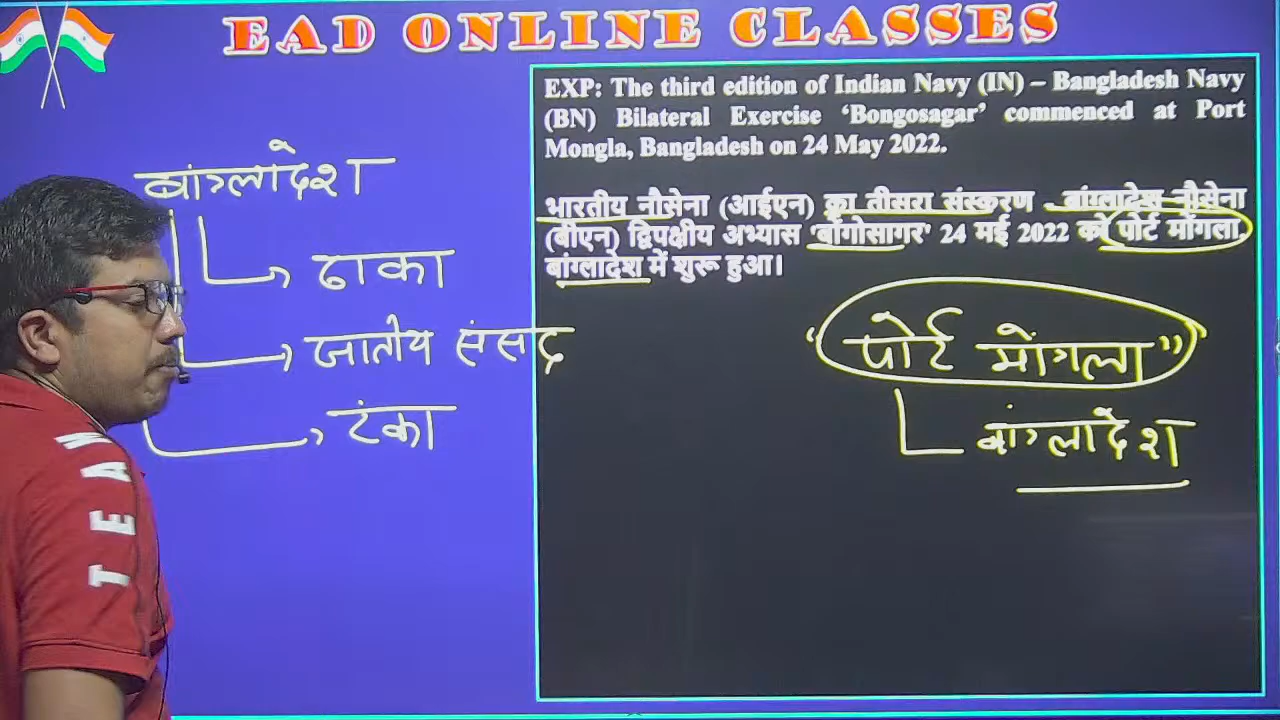 EAD ONLINE CLASSES
EXP: The third edition of Indian Navy (IN) – Bangladesh Navy
(BN) Bilateral Exercise ‘Bongosagar’ commenced at Port
Mongla, Bangladesh on 24 May 2022.
भारतीय नौसेना (आईएन) का तीसरा संस्करण - बांग्लादेश नौसेना
(बीएन) द्विपक्षीय अभ्यास 'बोंगोसागर' 24 मई 2022 को पोर्ट मोंगला,
बांग्लादेश में शुरू हुआ।
बांग्लादेश
ढाका
जातीय संसद
टंका
“पोर्ट मोंगला”
बांग्लादेश
TEAM